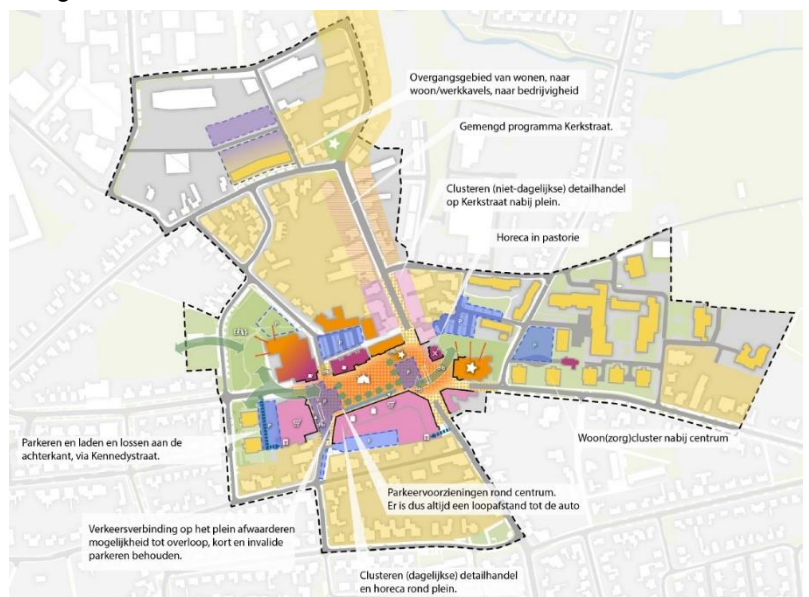 Overgangsgebied van wonen, naar
woon/werkkavels, naar bedrijvigheid
Gemengd programma Kerkstraat.
Clusteren (niet-dagelijkse) detailhandel
op Kerkstraat nabij plein.
Horeca in pastorie
Parkeren en laden en lossen aan de
achterkant, via Kennedystraat.
Woon(zorg)cluster nabij centrum
Parkeervoorzieningen rond centrum.
Er is dus altijd een loopafstand tot de auto
Verkeersverbinding op het plein afwaarderen
mogelijkheid tot overloop, kort en invalide
parkeren behouden.
Clusteren (dagelijkse) detailhandel
en horeca rond plein.